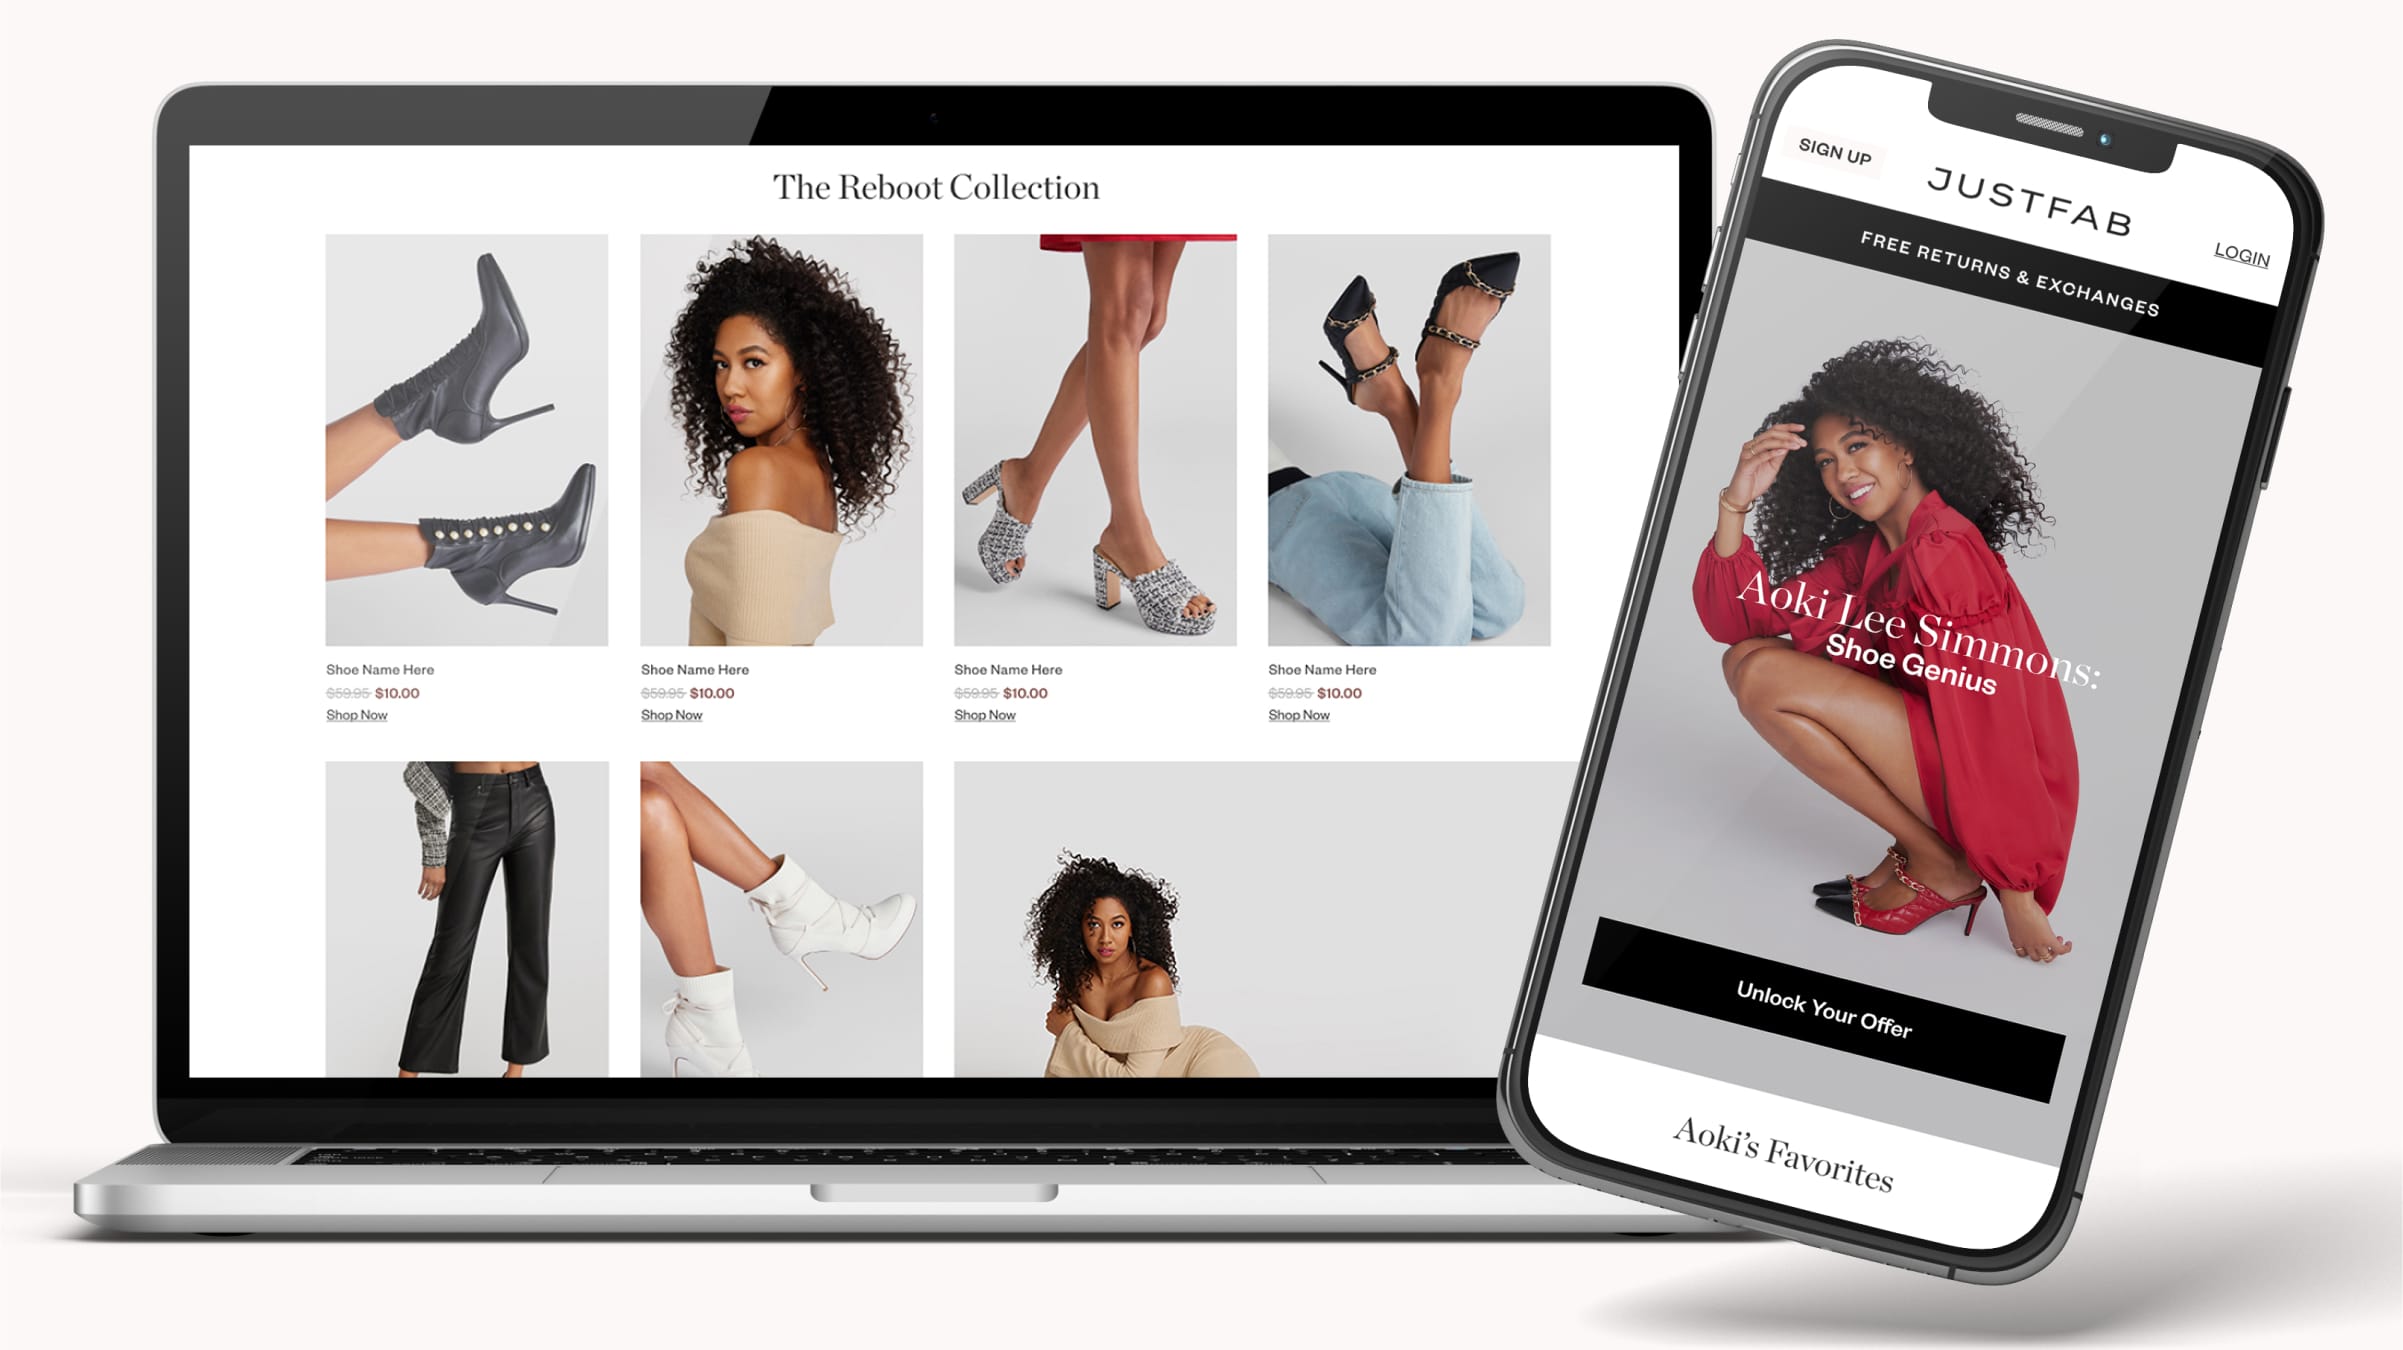 The Reboot Collection
Shoe Name Here
$59.95 $10.00
Shop Now
Shoe Name Here
$59.95 $10.00
Shop Now
Shoe Name Here
$59.95 $10.00
Shop Now
Shoe Name Here
$59.95 $10.00
Shop Now
SIGN UP
JUSTFAB
LOGIN
FREE RETURNS & EXCHANGES
Aoki Lee Simmons:
Shoe Genius
Unlock Your Offer
Aoki's Favorites